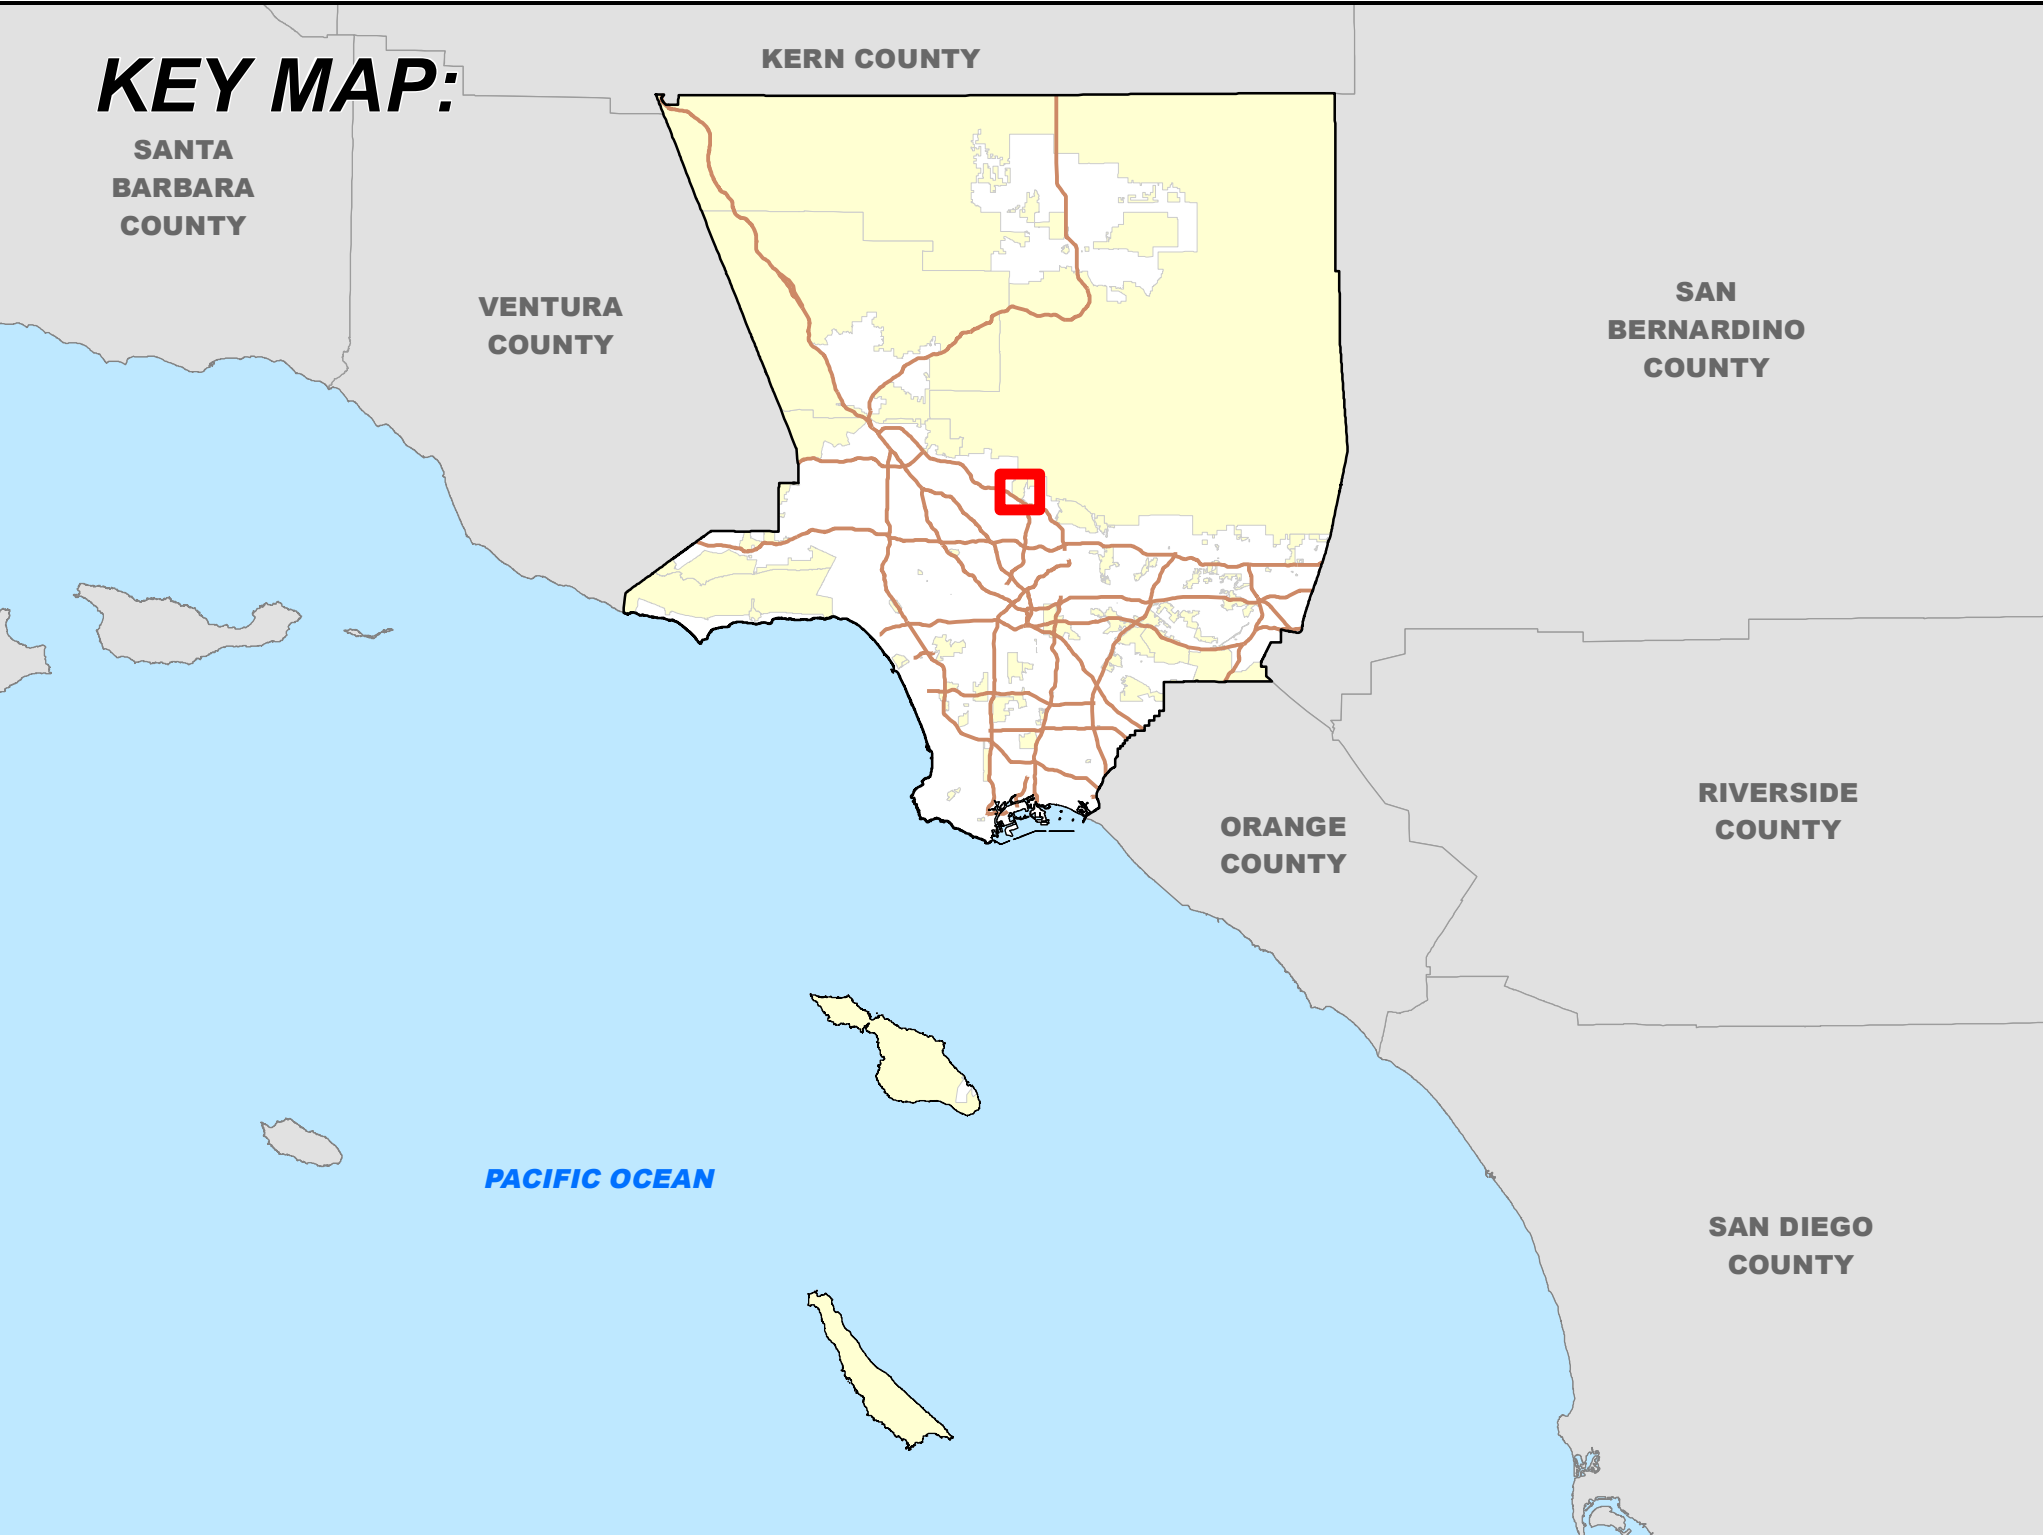 KEY MAP:
KERN COUNTY
SANTA
BARBARA
COUNTY
VENTURA
COUNTY
SAN
BERNARDINO
COUNTY
RIVERSIDE
COUNTY
ORANGE
COUNTY
PACIFIC OCEAN
SAN DIEGO
COUNTY